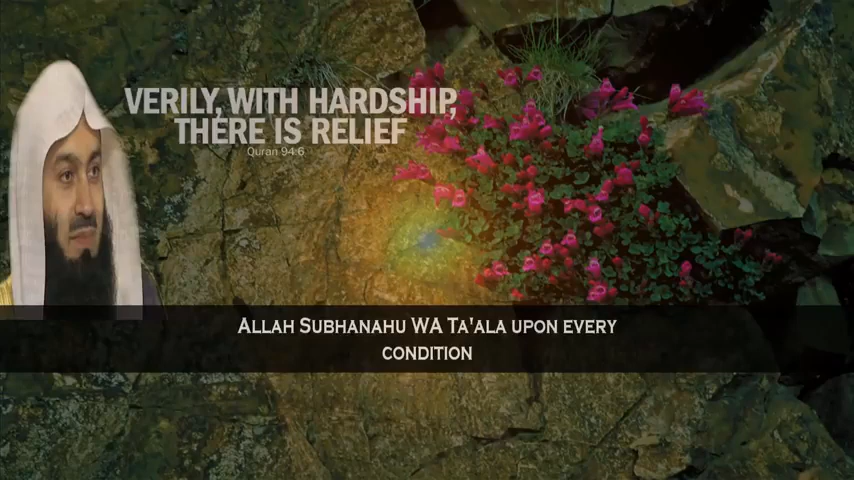 VERILY, WITH HARDSHIP,
THERE IS RELIEF
Quran 94:6
ALLAH SUBHANAHU WA TA'ALA UPON EVERY
CONDITION